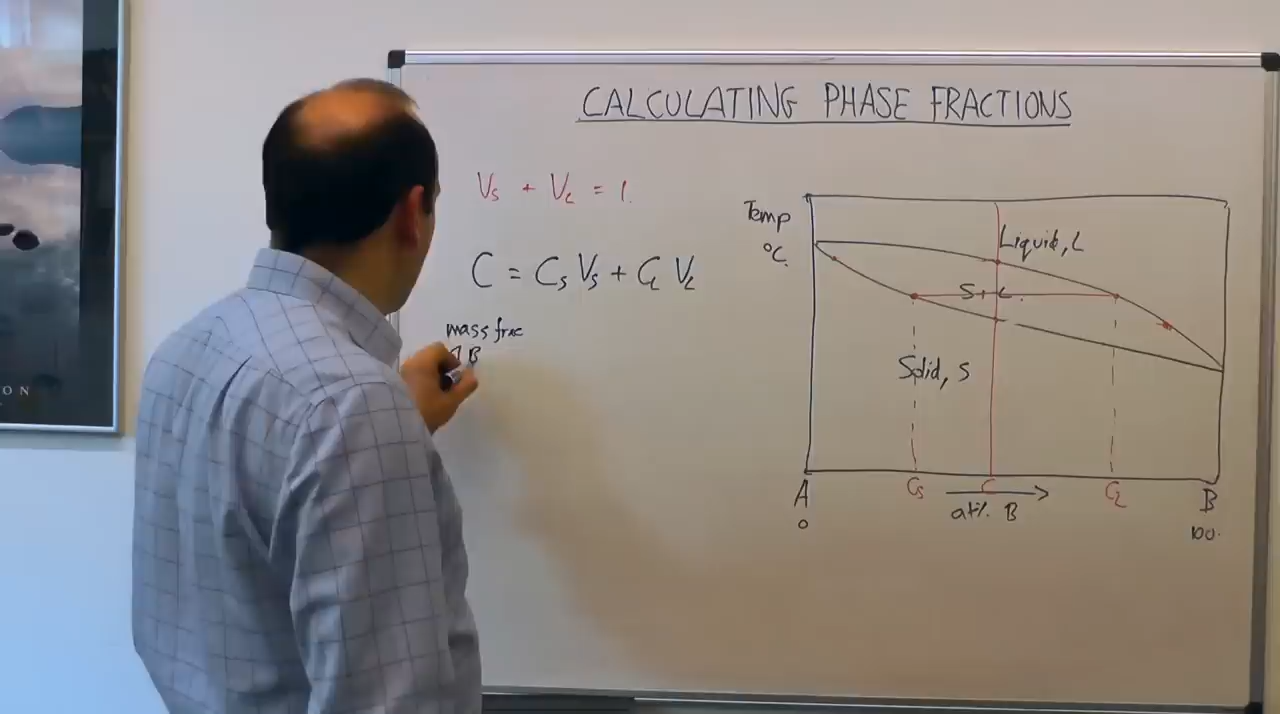 CALCULATING PHASE FRACTIONS
Vs + VL = 1.
C = Cs Vs + CL VL
mass frac
B
Temp
°C.
Liquid, L
S+L.
Solid, s
Cs C CL
A at% B B
0 100.
ON